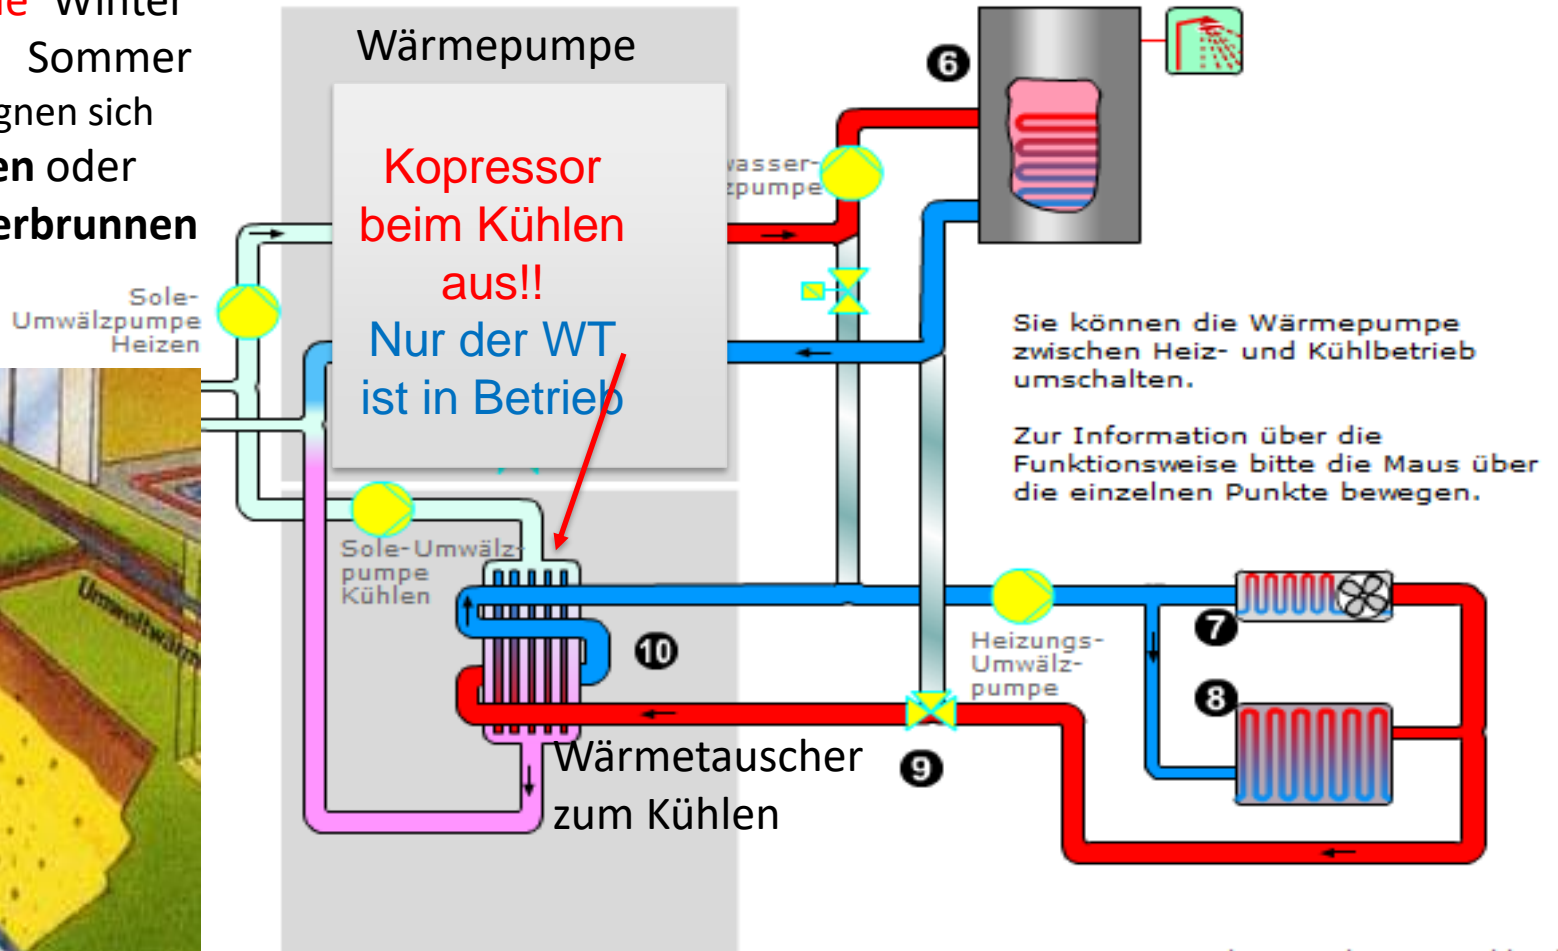 Winter
Sommer
gnen sich
en oder
erbrunnen
Wärmepumpe
Kopressor
beim Kühlen
aus!!
Nur der WT
ist in Betrieb
wasser-
zpumpe
6
Sole-
Umwälzpumpe
Heizen
Sie können die Wärmepumpe
zwischen Heiz- und Kühlbetrieb
umschalten.
Zur Information über die
Funktionsweise bitte die Maus über
die einzelnen Punkte bewegen.
Sole-Umwälz-
pumpe
Kühlen
Umweltwärm
10
Heizungs-
Umwälz-
pumpe
7
8
9
Wärmetauscher
zum Kühlen